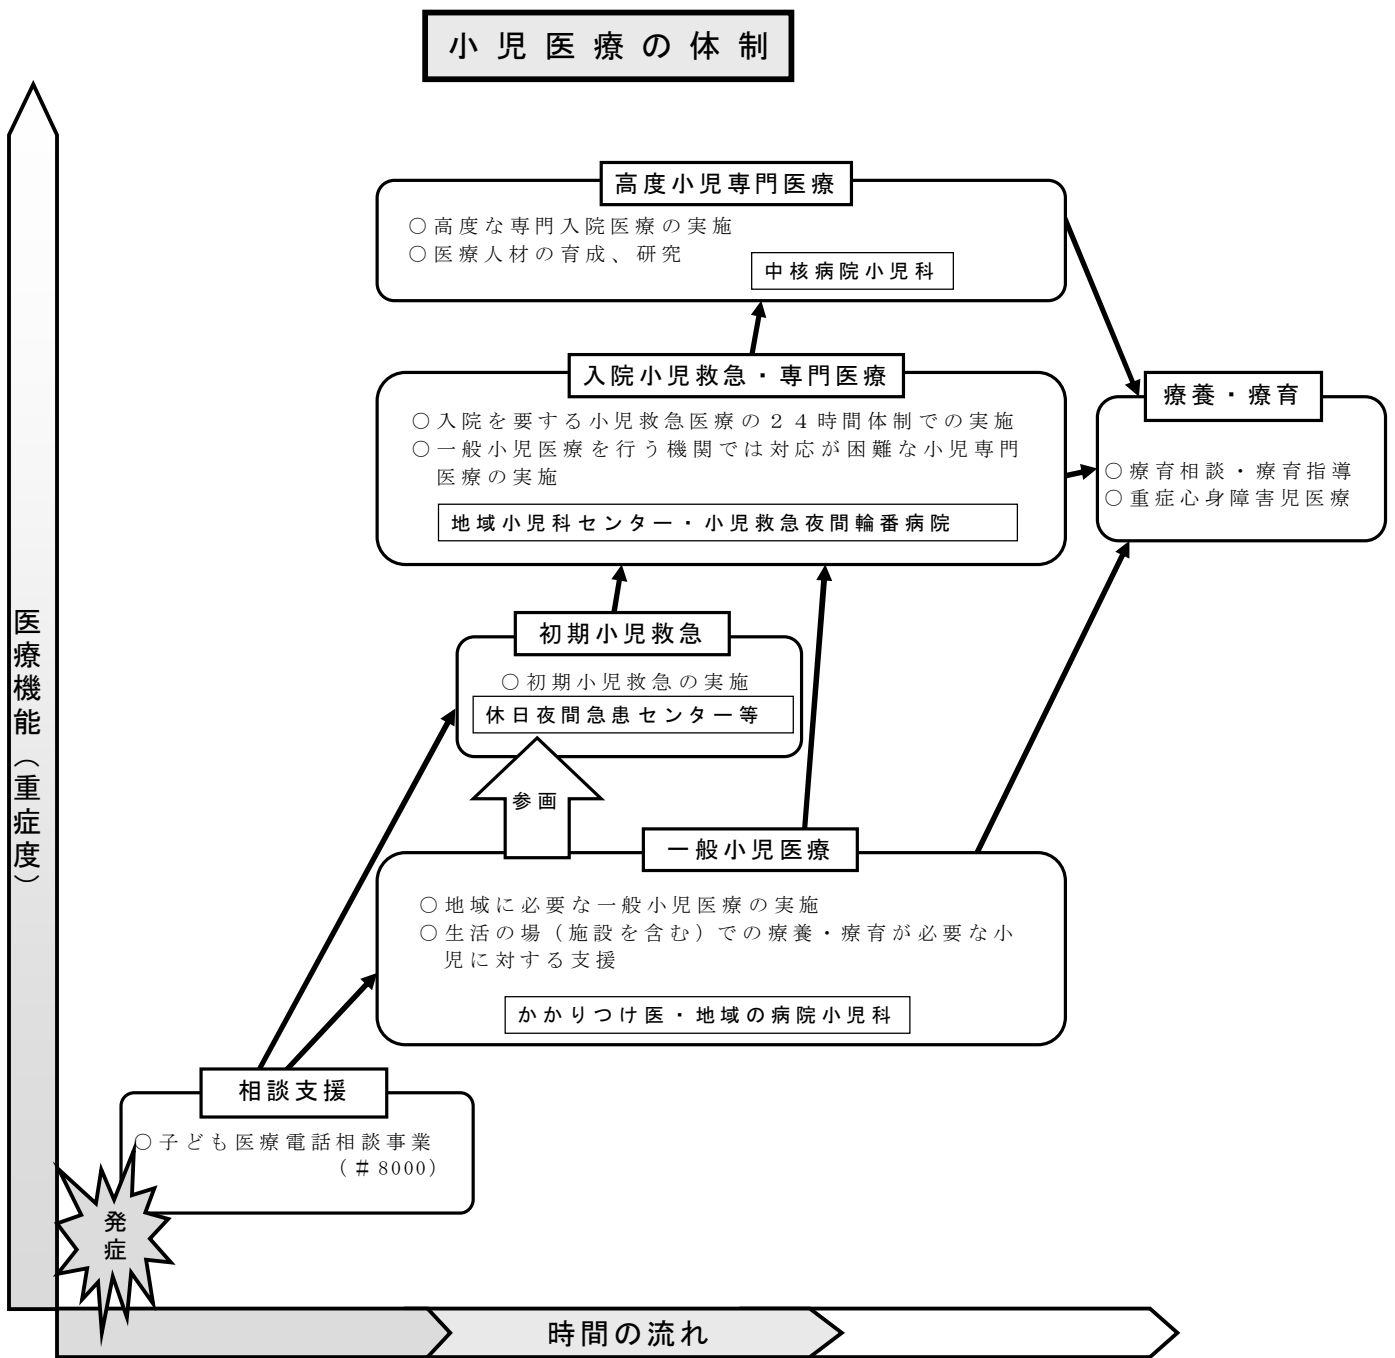 小児医療の体制
高度小児専門医療
○高度な専門入院医療の実施
○医療人材の育成、研究
中核病院小児科
入院小児救急・専門医療
○入院を要する小児救急医療の24時間体制での実施
○一般小児医療を行う機関では対応が困難な小児専門
医療の実施
地域小児科センター・小児救急夜間輪番病院
療養・療育
○療育相談・療育指導
○重症心身障害児医療
初期小児救急
○初期小児救急の実施
休日夜間急患センター等
参画
一般小児医療
○地域に必要な一般小児医療の実施
○生活の場（施設を含む）での療養・療育が必要な小
児に対する支援
かかりつけ医・地域の病院小児科
相談支援
○子ども医療電話相談事業
（＃8000）
発
症
医療機能（重症度）
時間の流れ